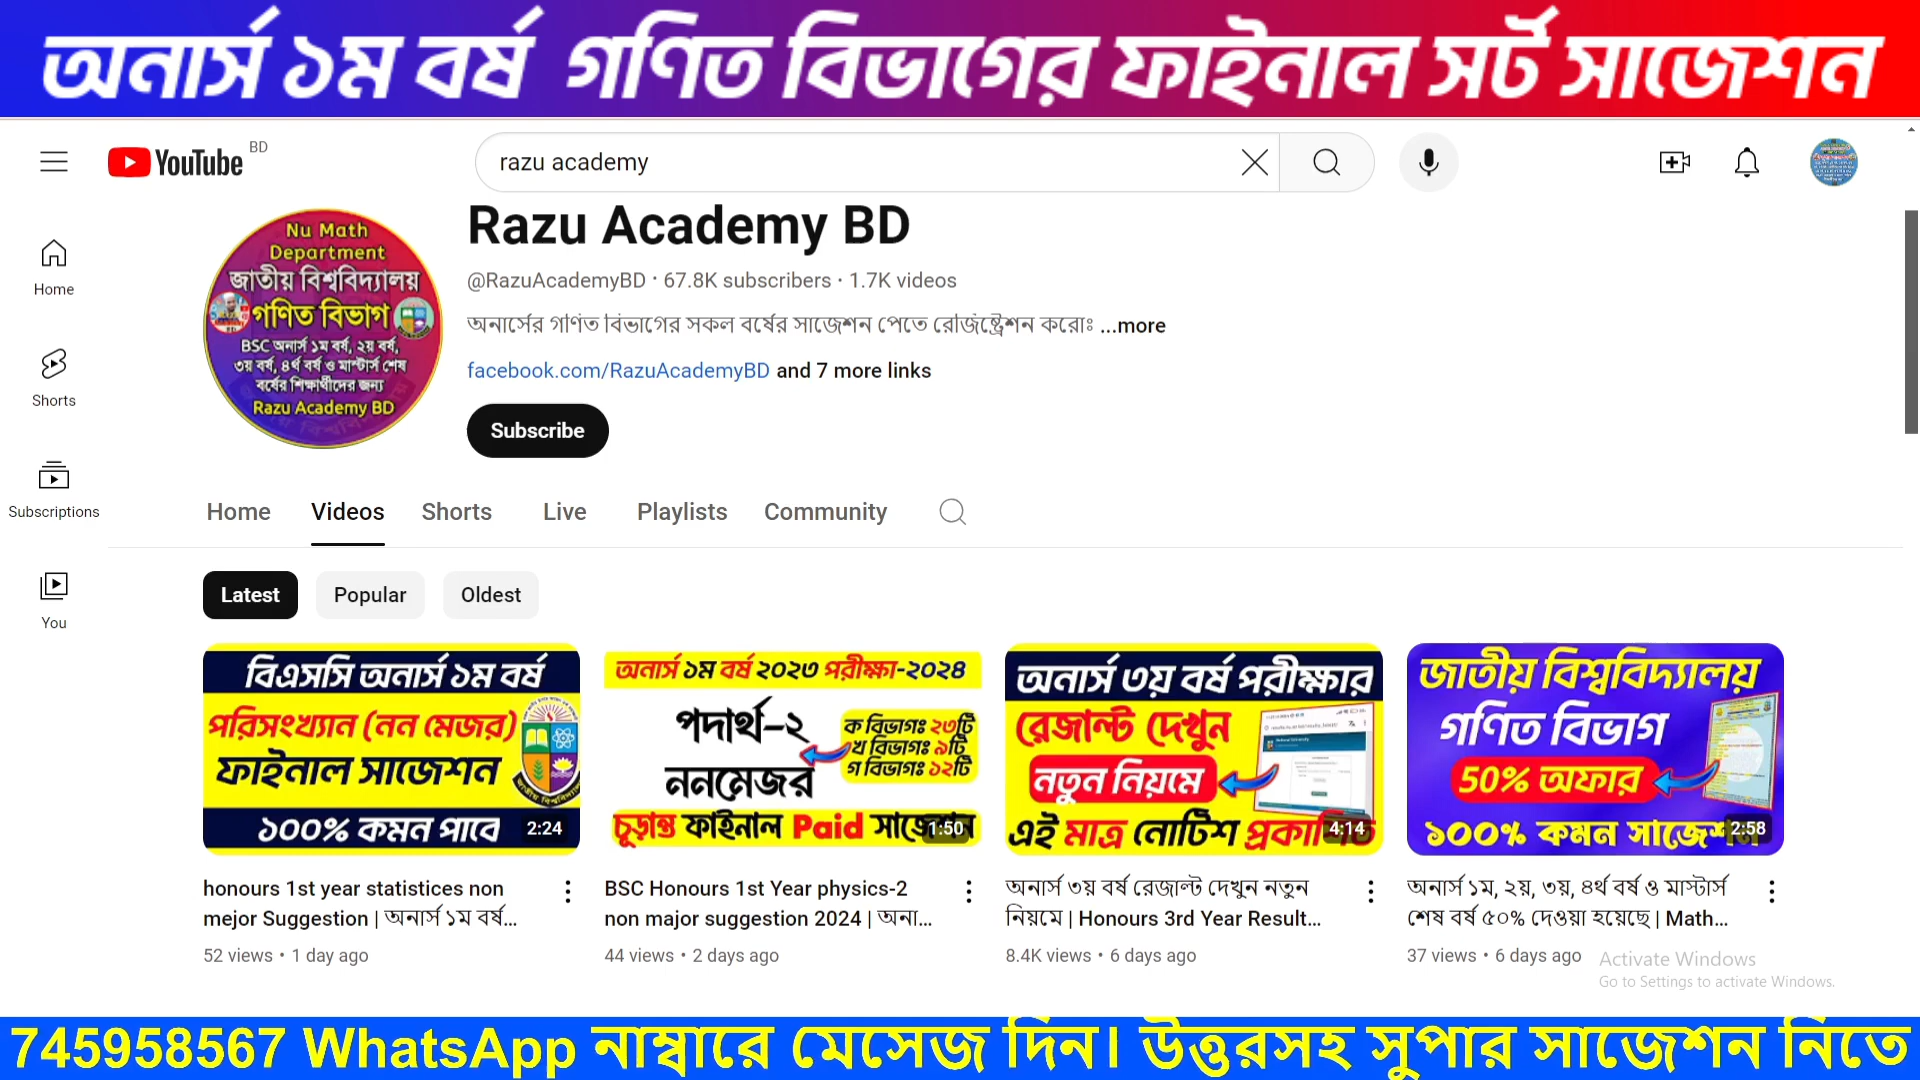 অনার্স ১ম বর্ষ গণিত বিভাগের ফাইনাল সর্ট সাজেশন
YouTube BD
razu academy
Home
Shorts
Subscriptions
You
Nu Math
Department
জাতীয় বিশ্ববিদ্যালয়
গণিত বিভাগ
BSC অনার্স ১ম বর্ষ, ২য় বর্ষ,
৩য় বর্ষ, ৪র্থ বর্ষ ও মাস্টার্স শেষ
বর্ষের শিক্ষার্থীদের জন্য
Razu Academy BD
Razu Academy BD
@RazuAcademyBD · 67.8K subscribers · 1.7K videos
অনার্সের গণিত বিভাগের সকল বর্ষের সাজেশন পেতে রেজিষ্ট্রেশন করোঃ ...more
facebook.com/RazuAcademyBD and 7 more links
Subscribe
Home Videos Shorts Live Playlists Community
Latest Popular Oldest
বিএসসি অনার্স ১ম বর্ষ
পরিসংখ্যান (নন মেজর)
ফাইনাল সাজেশন
১০০% কমন পাবে
2:24
honours 1st year statistices non
mejor Suggestion | অনার্স ১ম বর্ষ...
52 views • 1 day ago
অনার্স ১ম বর্ষ ২০২৩ পরীক্ষা-২০২৪
পদার্থ–২
ননমেজর
ক বিভাগঃ ২৩টি
খ বিভাগঃ ৯টি
গ বিভাগঃ ১২টি
চূড়ান্ত ফাইনাল Paid সাজেশন
1:50
BSC Honours 1st Year physics-2
non major suggestion 2024 | অনা...
44 views • 2 days ago
অনার্স ৩য় বর্ষ পরীক্ষার
রেজাল্ট দেখুন
নতুন নিয়মে
এই মাত্র নোটিশ প্রকাশিত
4:14
অনার্স ৩য় বর্ষ রেজাল্ট দেখুন নতুন
নিয়মে | Honours 3rd Year Result...
8.4K views • 6 days ago
জাতীয় বিশ্ববিদ্যালয়
গণিত বিভাগ
50% অফার
১০০% কমন সাজেশন
2:58
অনার্স ১ম, ২য়, ৩য়, ৪র্থ বর্ষ ও মাস্টার্স
শেষ বর্ষ ৫০% দেওয়া হয়েছে | Math...
37 views • 6 days ago
Activate Windows
Go to Settings to activate Windows.
745958567 WhatsApp নাম্বারে মেসেজ দিন। উত্তরসহ সুপার সাজেশন নিতে